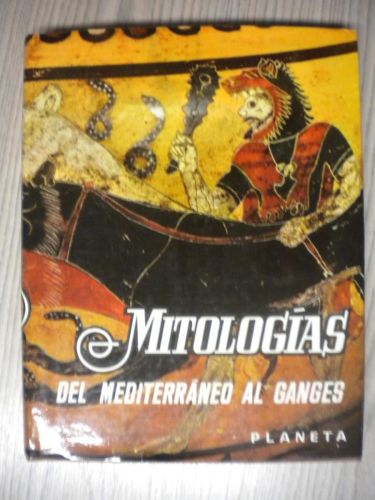 MITOLOGÍAS
DEL MEDITERRÁNEO AL GANGES
PLANETA